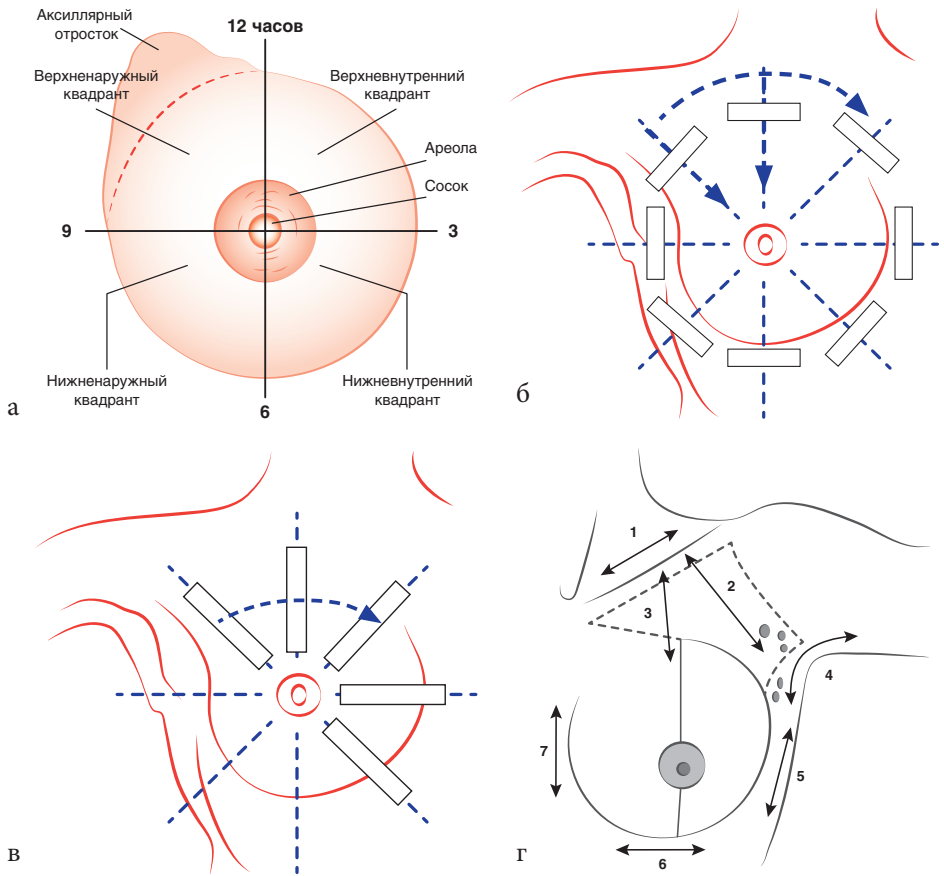 Аксиллярный
отросток
12 часов
Верхненаружный
квадрант
Верхневнутренний
квадрант
Ареола
Сосок
9
3
Нижненаружный
квадрант
Нижневнутренний
квадрант
6
а
б
в
1
2
3
4
5
6
7
г